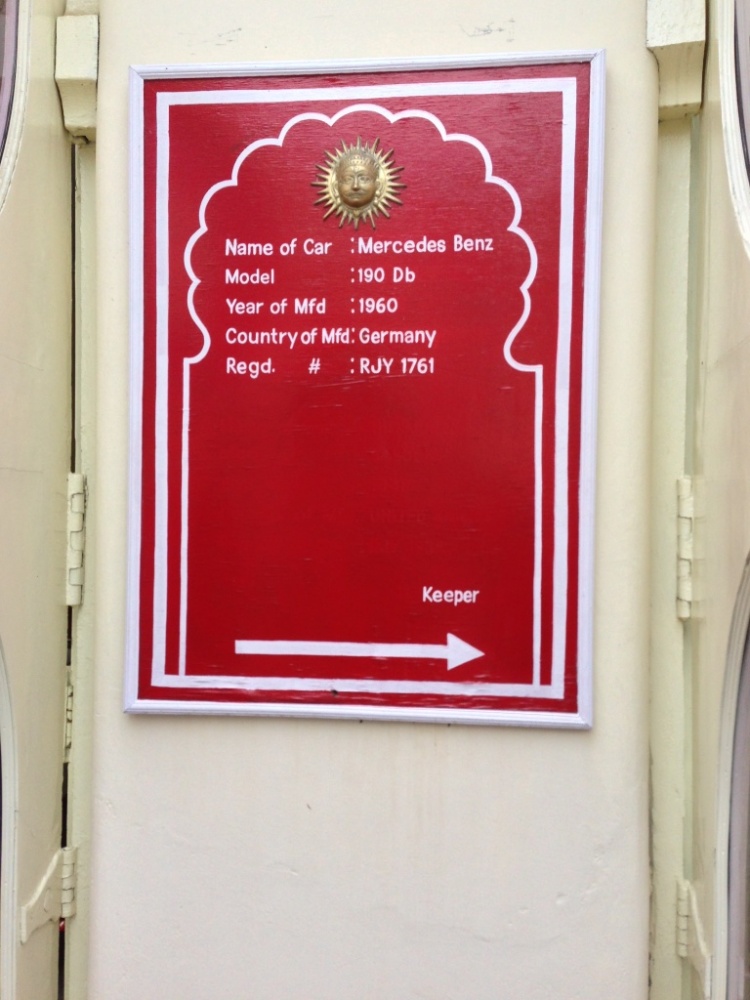 Name of Car : Mercedes Benz
Model : 190 Db
Year of Mfd : 1960
Country of Mfd : Germany
Regd. # : RJY 1761
Keeper